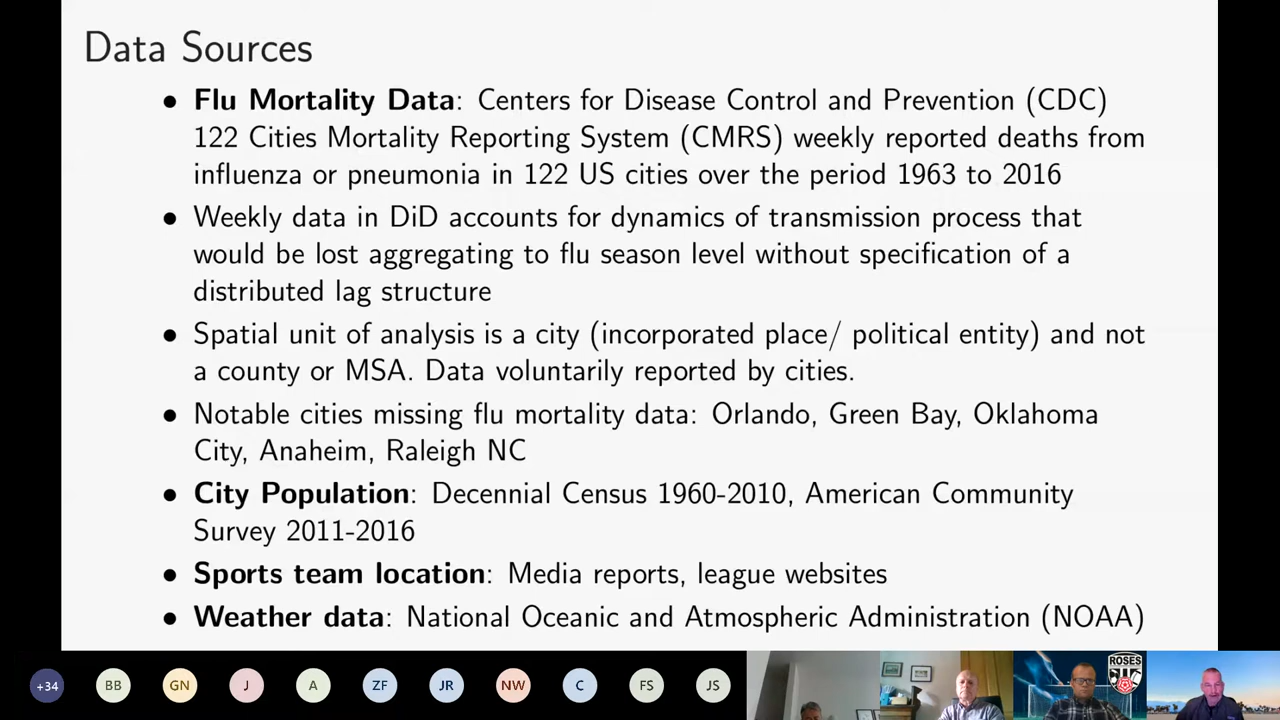 Data Sources
• Flu Mortality Data: Centers for Disease Control and Prevention (CDC)
122 Cities Mortality Reporting System (CMRS) weekly reported deaths from
influenza or pneumonia in 122 US cities over the period 1963 to 2016
• Weekly data in DiD accounts for dynamics of transmission process that
would be lost aggregating to flu season level without specification of a
distributed lag structure
• Spatial unit of analysis is a city (incorporated place/ political entity) and not
a county or MSA. Data voluntarily reported by cities.
• Notable cities missing flu mortality data: Orlando, Green Bay, Oklahoma
City, Anaheim, Raleigh NC
• City Population: Decennial Census 1960-2010, American Community
Survey 2011-2016
• Sports team location: Media reports, league websites
• Weather data: National Oceanic and Atmospheric Administration (NOAA)
+34 BB GN J A ZF JR NW C FS JS
ROSES